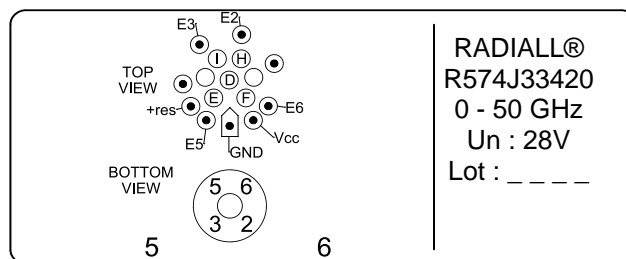 E3 E2
I H
TOP
VIEW
D
E F
+res E6
E5 Vcc
GND
BOTTOM
VIEW
5 6
3 2
5 6
RADIALL®
R574J33420
0 - 50 GHz
Un : 28V
Lot : _ _ _ _